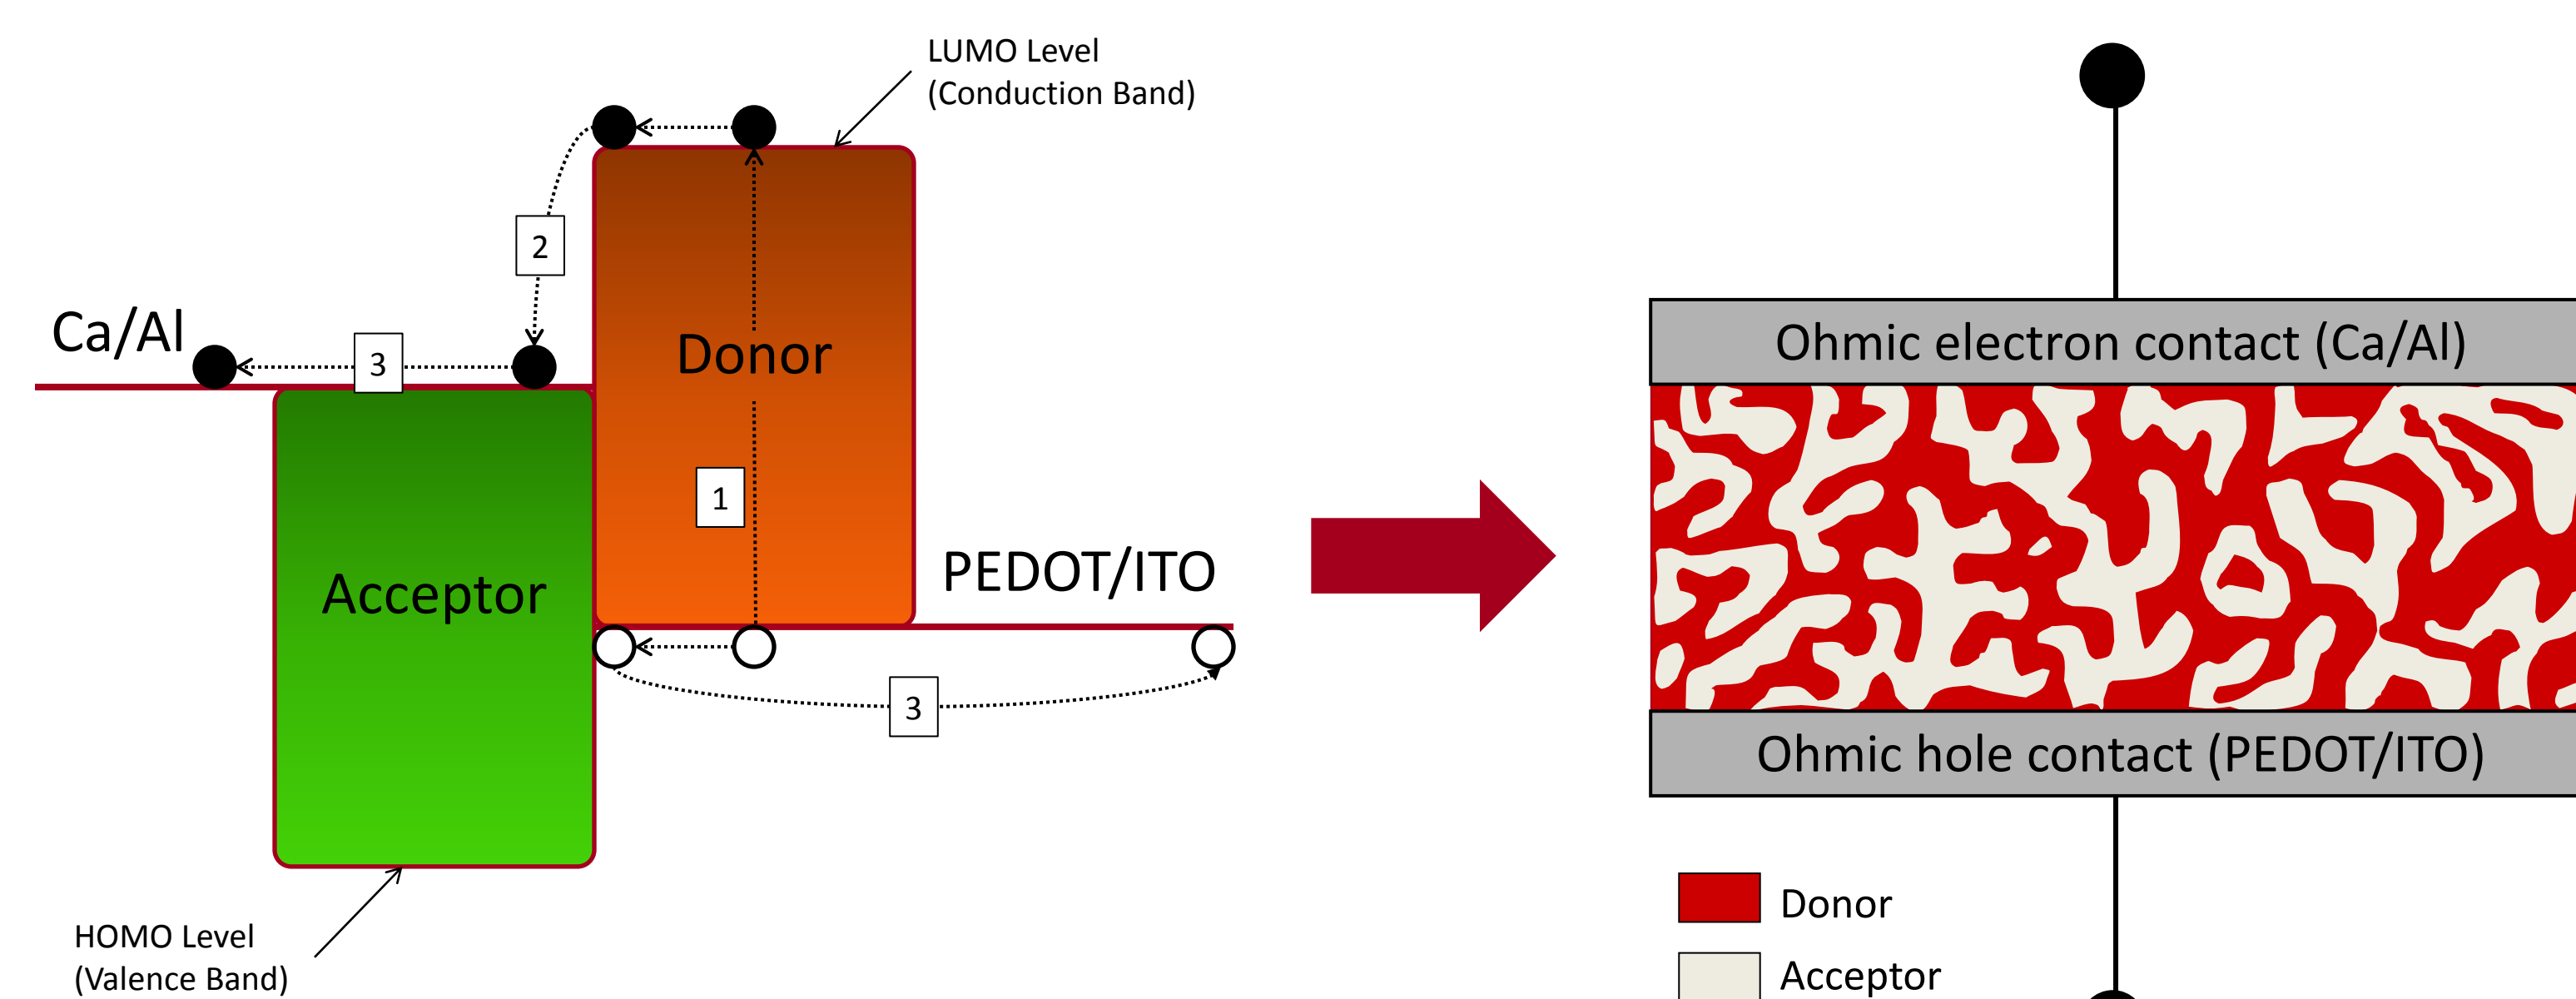 LUMO Level
(Conduction Band)
2
Ca/Al
3
Donor
1
Acceptor
PEDOT/ITO
3
HOMO Level
(Valence Band)
Ohmic electron contact (Ca/Al)
Ohmic hole contact (PEDOT/ITO)
Donor
Acceptor